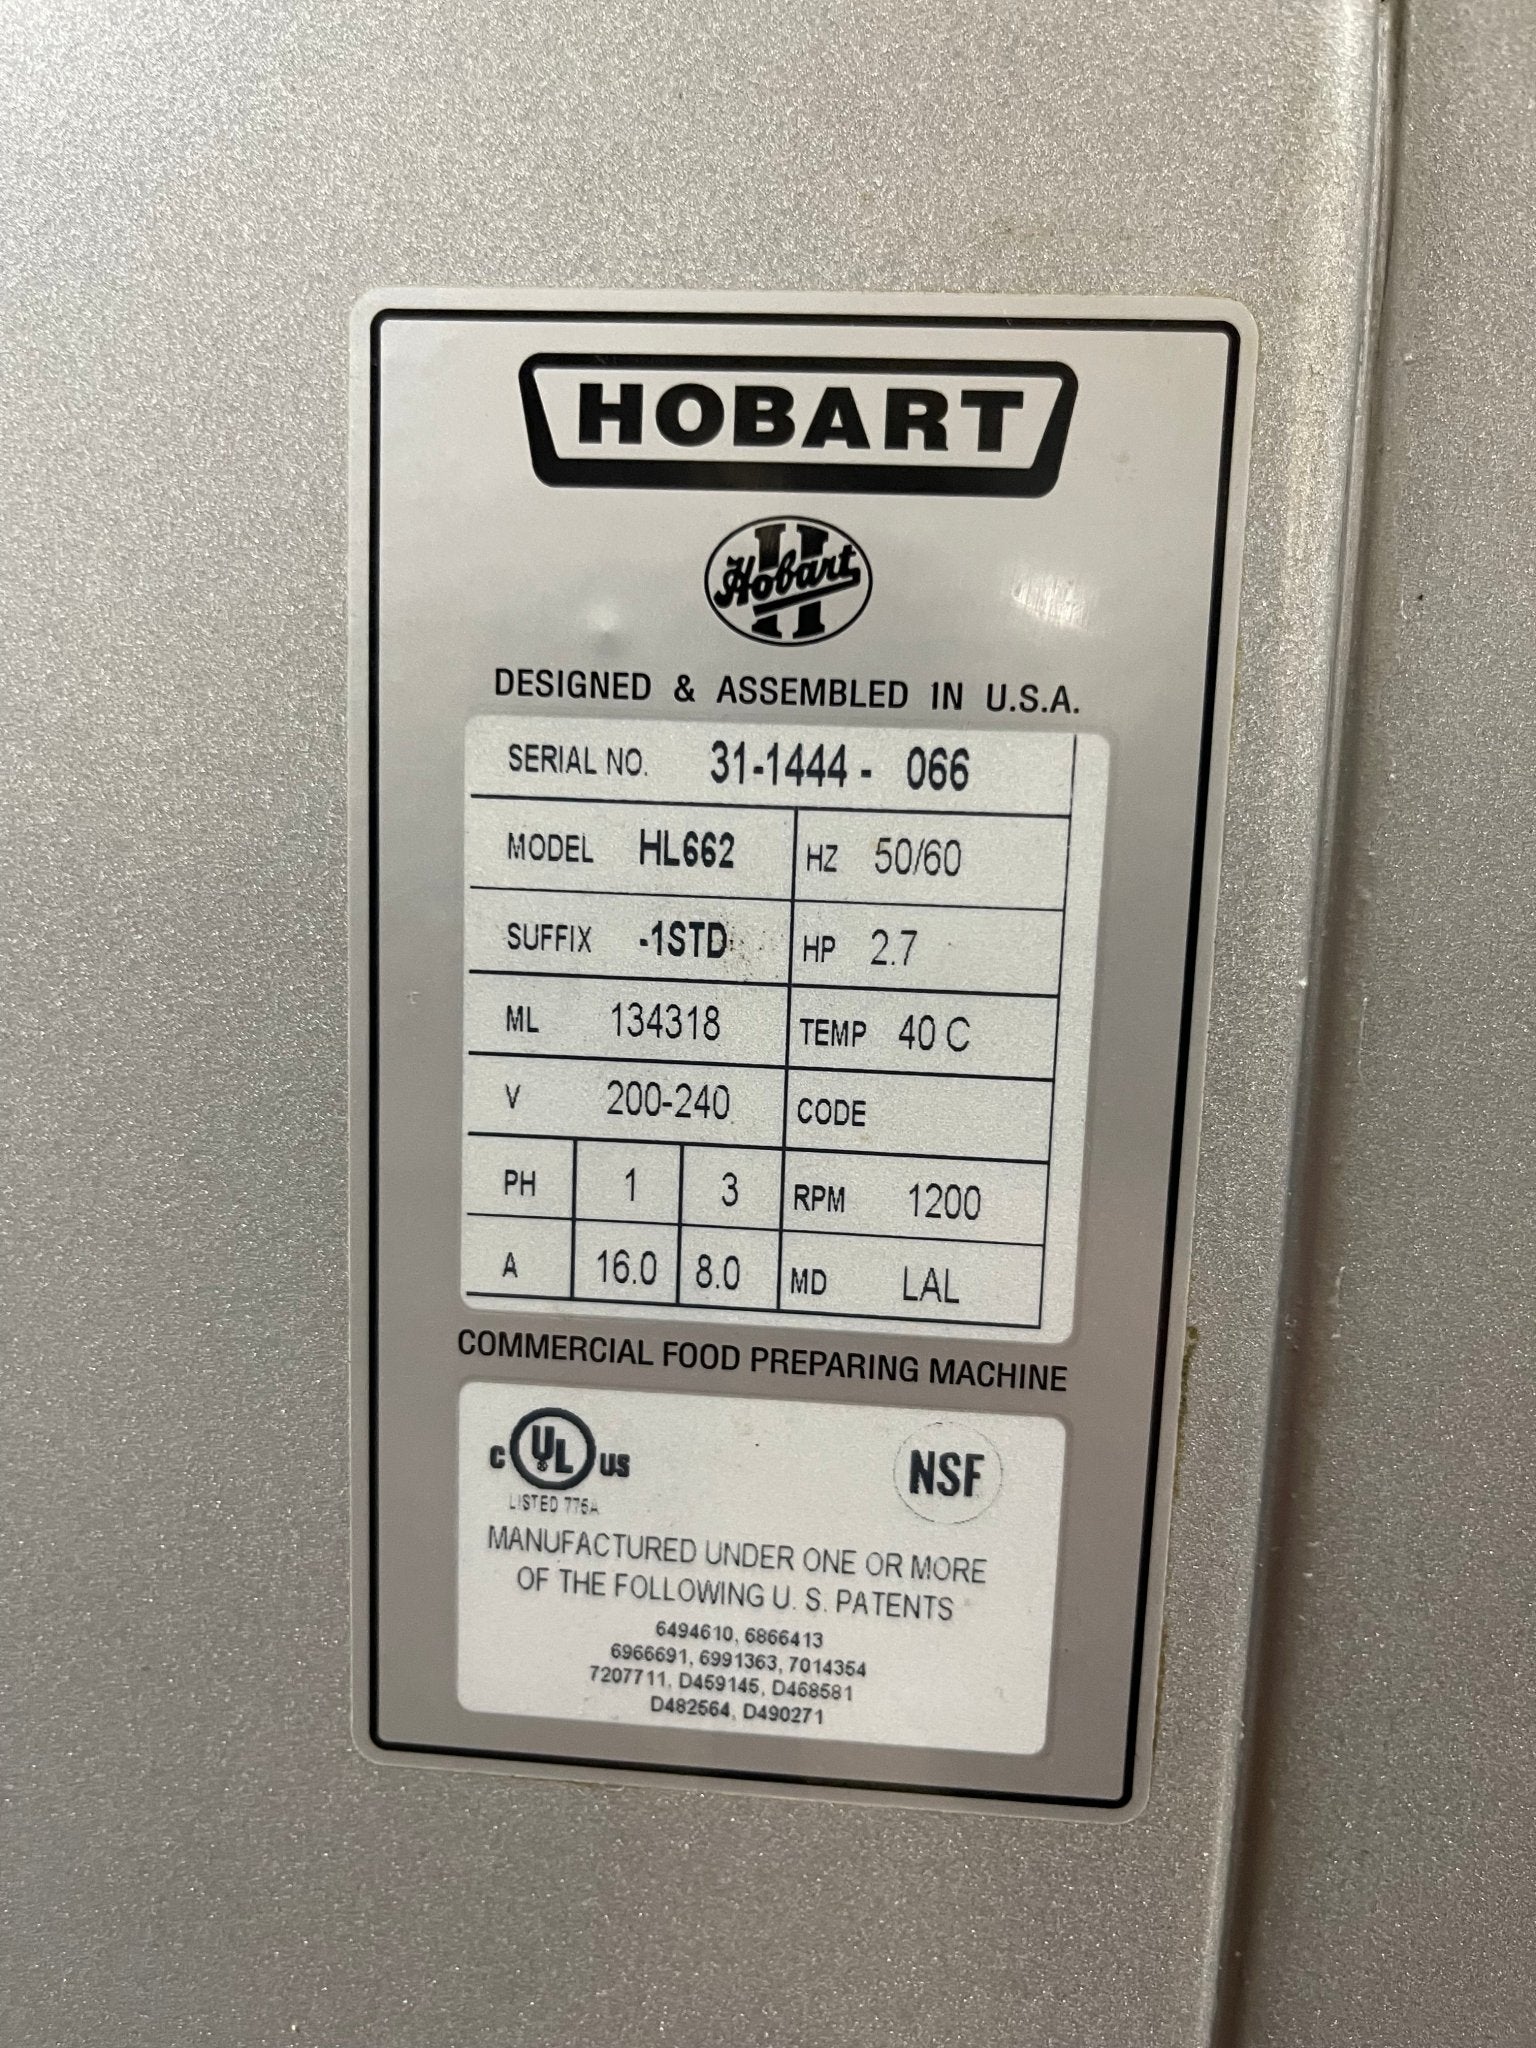 HOBART
Hobart
DESIGNED & ASSEMBLED IN U.S.A.
SERIAL NO. 31-1444 - 066
MODEL HL662 HZ 50/60
SUFFIX -1STD HP 2.7
ML 134318 TEMP 40 C
V 200-240 CODE
PH 1 3 RPM 1200
A 16.0 8.0 MD LAL
COMMERCIAL FOOD PREPARING MACHINE
C UL US NSF
LISTED 775A
MANUFACTURED UNDER ONE OR MORE
OF THE FOLLOWING U. S. PATENTS
6494610, 6866413
6966691, 6991363, 7014354
7207711, D459145, D468581
D482564, D490271